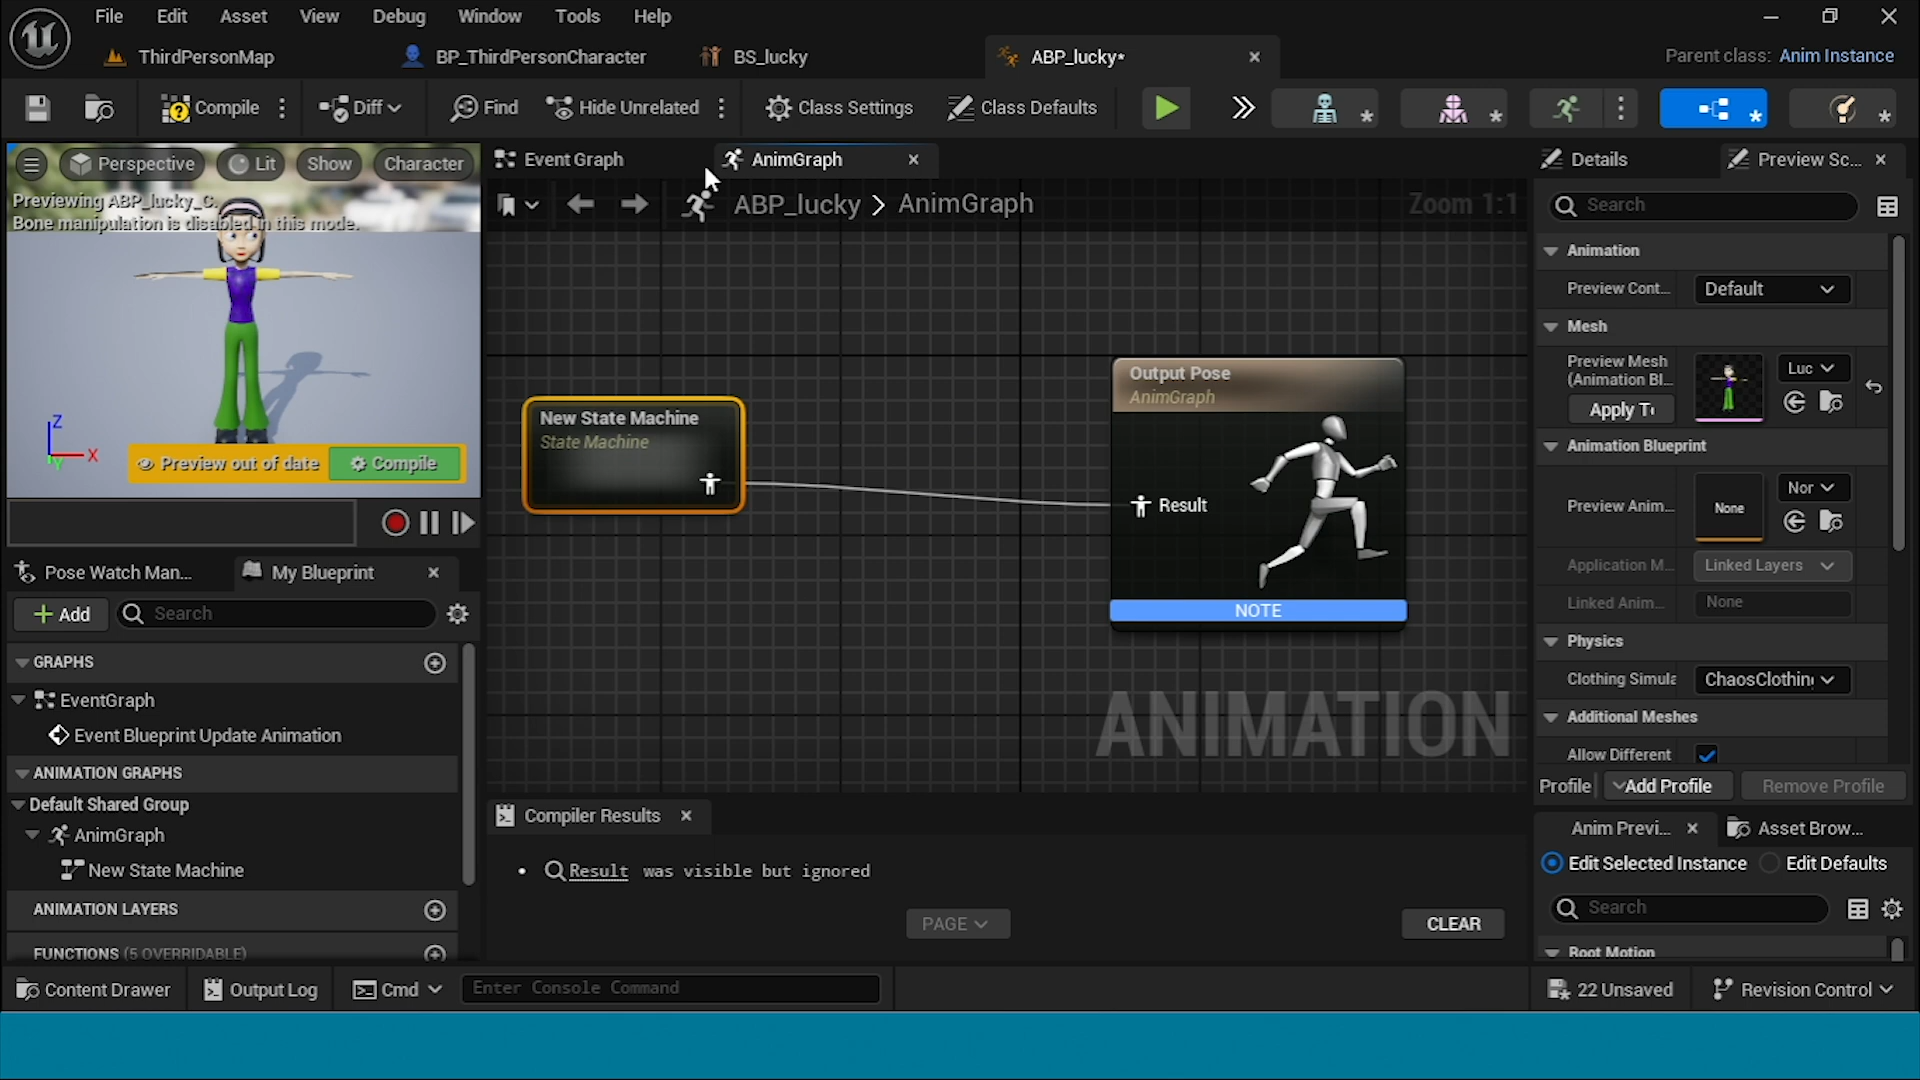 File Edit Asset View Debug Window Tools Help
ThirdPersonMap BP_ThirdPersonCharacter BS_lucky ABP_lucky* Parent class: Anim Instance
Compile Diff Find Hide Unrelated Class Settings Class Defaults
Perspective Lit Show Character
Previewing ABP_lucky_C.
Bone manipulation is disabled in this mode.
Z
X
Y
Preview out of date Compile
Pose Watch Man... My Blueprint
Add Search
GRAPHS
EventGraph
Event Blueprint Update Animation
ANIMATION GRAPHS
Default Shared Group
AnimGraph
New State Machine
ANIMATION LAYERS
FUNCTIONS (5 OVERRIDABLE)
Event Graph AnimGraph
ABP_lucky > AnimGraph Zoom 1:1
New State Machine
State Machine
Output Pose
AnimGraph
Result
NOTE
ANIMATION
Compiler Results
• Result was visible but ignored
PAGE CLEAR
Details Preview Sc...
Search
Animation
Preview Cont... Default
Mesh
Preview Mesh
(Animation Bl... Luc
Apply T
Animation Blueprint
Preview Anim... None Nor
Application M... Linked Layers
Linked Anim... None
Physics
Clothing Simula ChaosClothin
Additional Meshes
Allow Different
Profile Add Profile Remove Profile
Anim Previ... Asset Brow...
Edit Selected Instance Edit Defaults
Search
Root Motion
Content Drawer Output Log Cmd Enter Console Command 22 Unsaved Revision Control